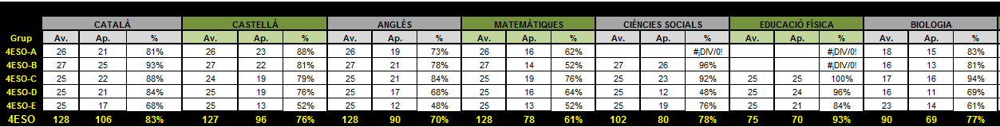 CATALÀ CASTELLÀ ANGLÈS MATEMÀTIQUES CIÈNCIES SOCIALS EDUCACIÓ FÍSICA BIOLOGIA
Grup Av. Ap. % Av. Ap. % Av. Ap. % Av. Ap. % Av. Ap. % Av. Ap. % Av. Ap. %
4ESO-A 26 21 81% 26 23 88% 26 19 73% 26 16 62% #¡DIV/0! #¡DIV/0! 18 15 83%
4ESO-B 27 25 93% 27 22 81% 27 21 78% 27 14 52% 27 26 96% #¡DIV/0! 16 13 81%
4ESO-C 25 22 88% 24 19 79% 25 21 84% 25 19 76% 25 23 92% 25 25 100% 17 16 94%
4ESO-D 25 21 84% 25 19 76% 25 17 68% 25 16 64% 25 12 48% 25 24 96% 16 11 69%
4ESO-E 25 17 68% 25 13 52% 25 12 48% 25 13 52% 25 19 76% 25 21 84% 23 14 61%
4ESO 128 106 83% 127 96 76% 128 90 70% 128 78 61% 102 80 78% 75 70 93% 90 69 77%